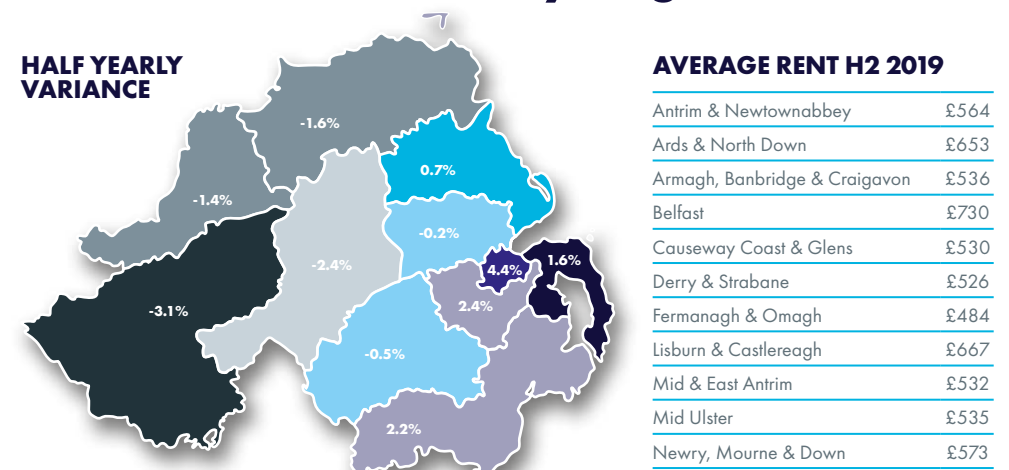 HALF YEARLY
VARIANCE
-1.6%
0.7%
-1.4%
-0.2%
4.4%
1.6%
-2.4%
2.4%
-3.1%
-0.5%
2.2%
AVERAGE RENT H2 2019
Antrim & Newtownabbey £564
Ards & North Down £653
Armagh, Banbridge & Craigavon £536
Belfast £730
Causeway Coast & Glens £530
Derry & Strabane £526
Fermanagh & Omagh £484
Lisburn & Castlereagh £667
Mid & East Antrim £532
Mid Ulster £535
Newry, Mourne & Down £573